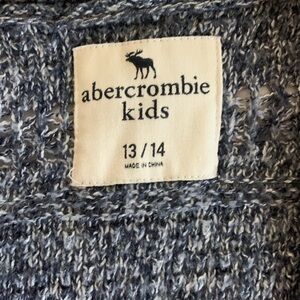 abercrombie
kids
13/14
MADE IN CHINA